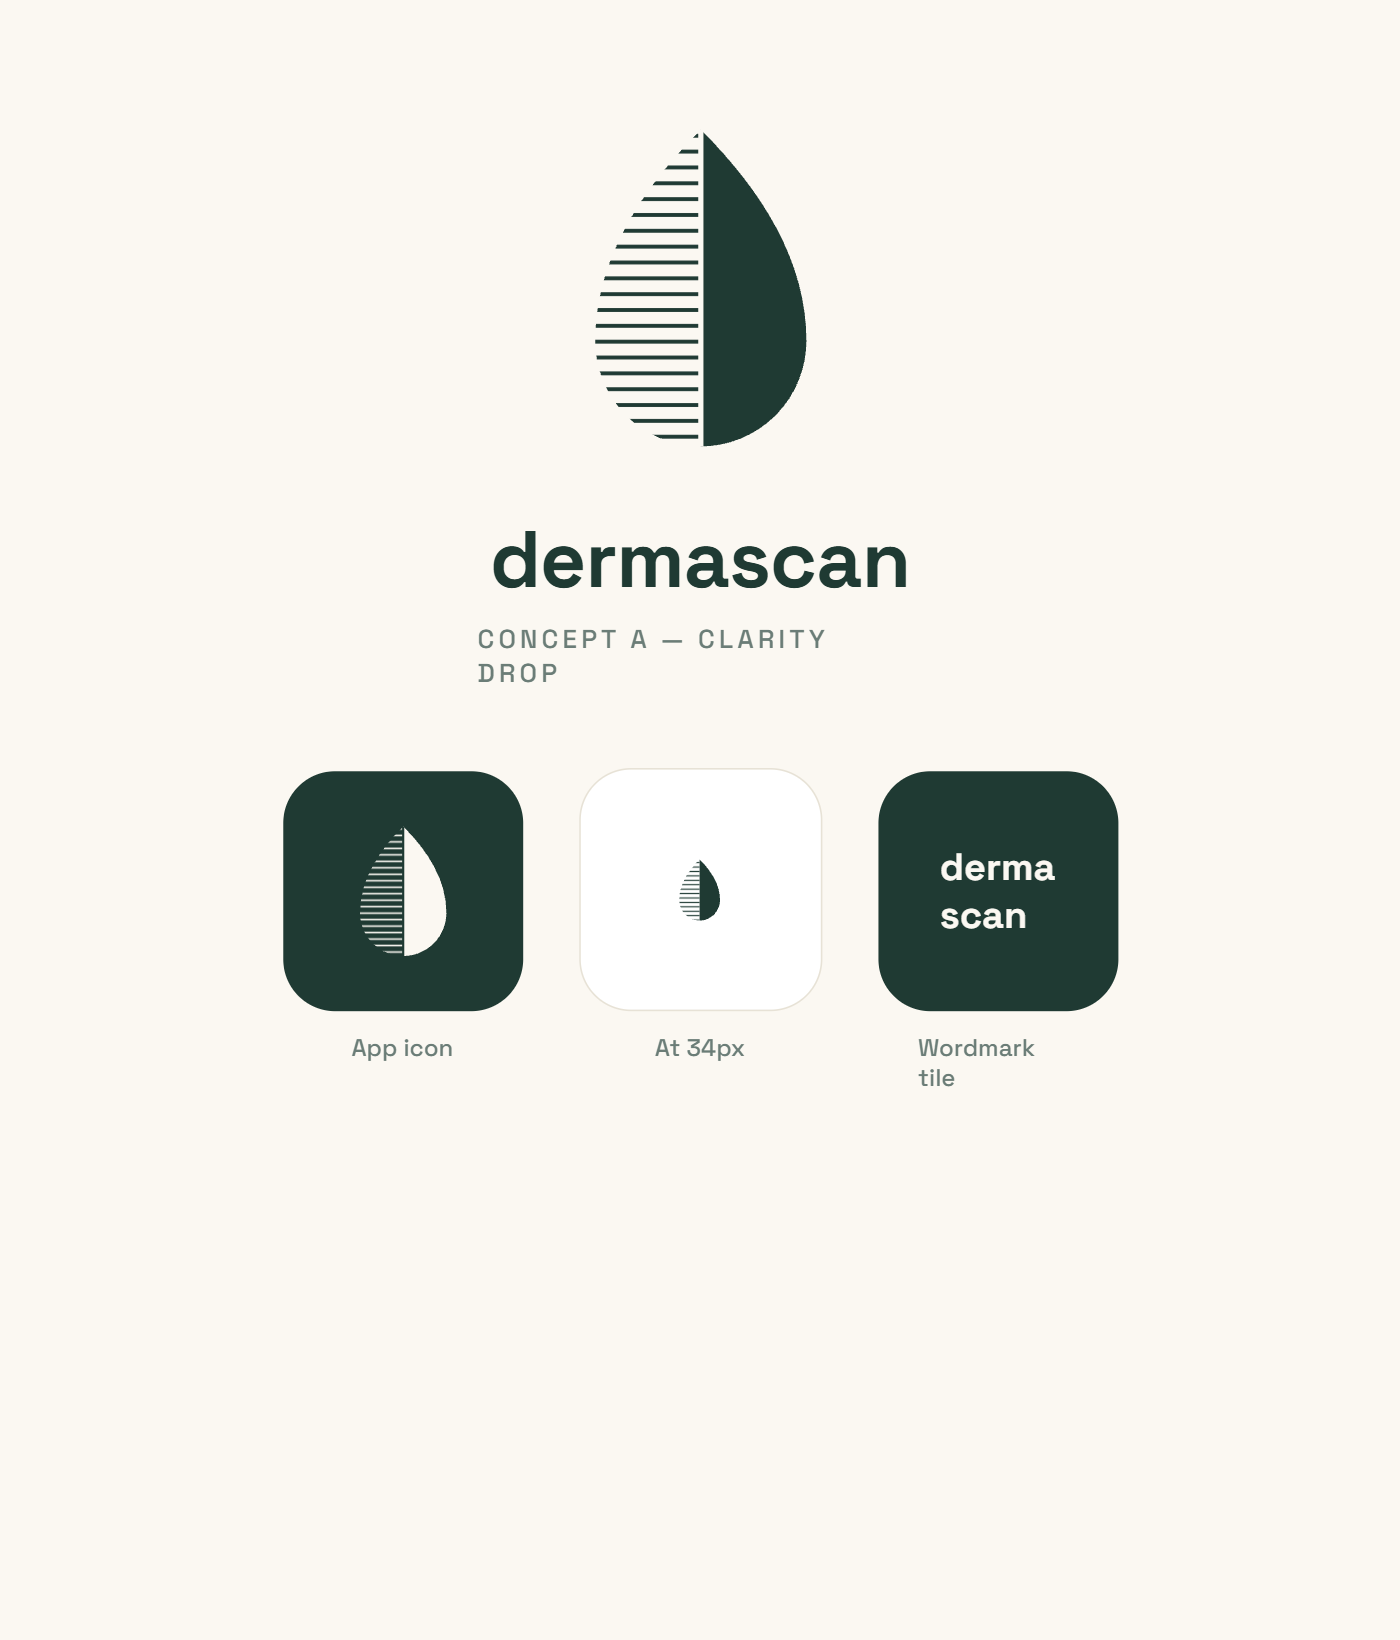 dermascan
CONCEPT A — CLARITY
DROP
derma
scan
App icon
At 34px
Wordmark
tile